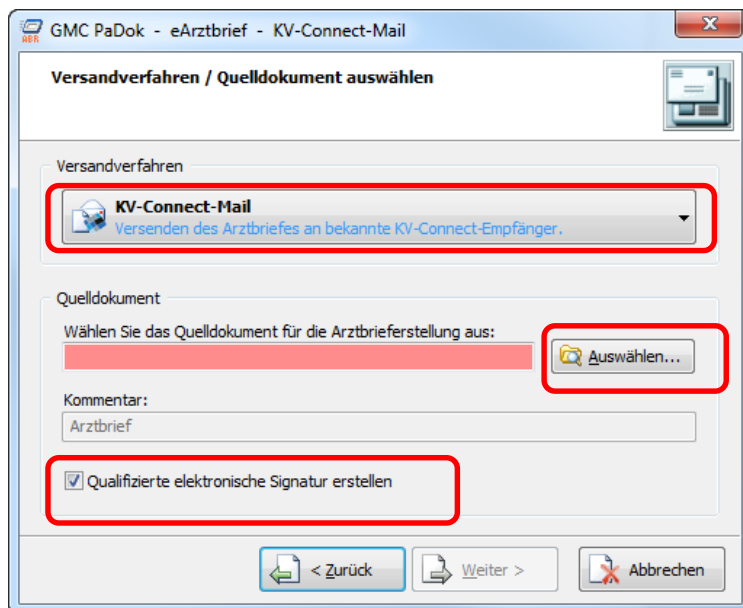 GMC PaDok - eArztbrief - KV-Connect-Mail
ABR
Versandverfahren / Quelldokument auswählen
Versandverfahren
KV-Connect-Mail
Versenden des Arztbriefes an bekannte KV-Connect-Empfänger.
Quelldokument
Wählen Sie das Quelldokument für die Arztbrieferstellung aus:
Auswählen...
Kommentar:
Arztbrief
Qualifizierte elektronische Signatur erstellen
< Zurück
Weiter >
Abbrechen